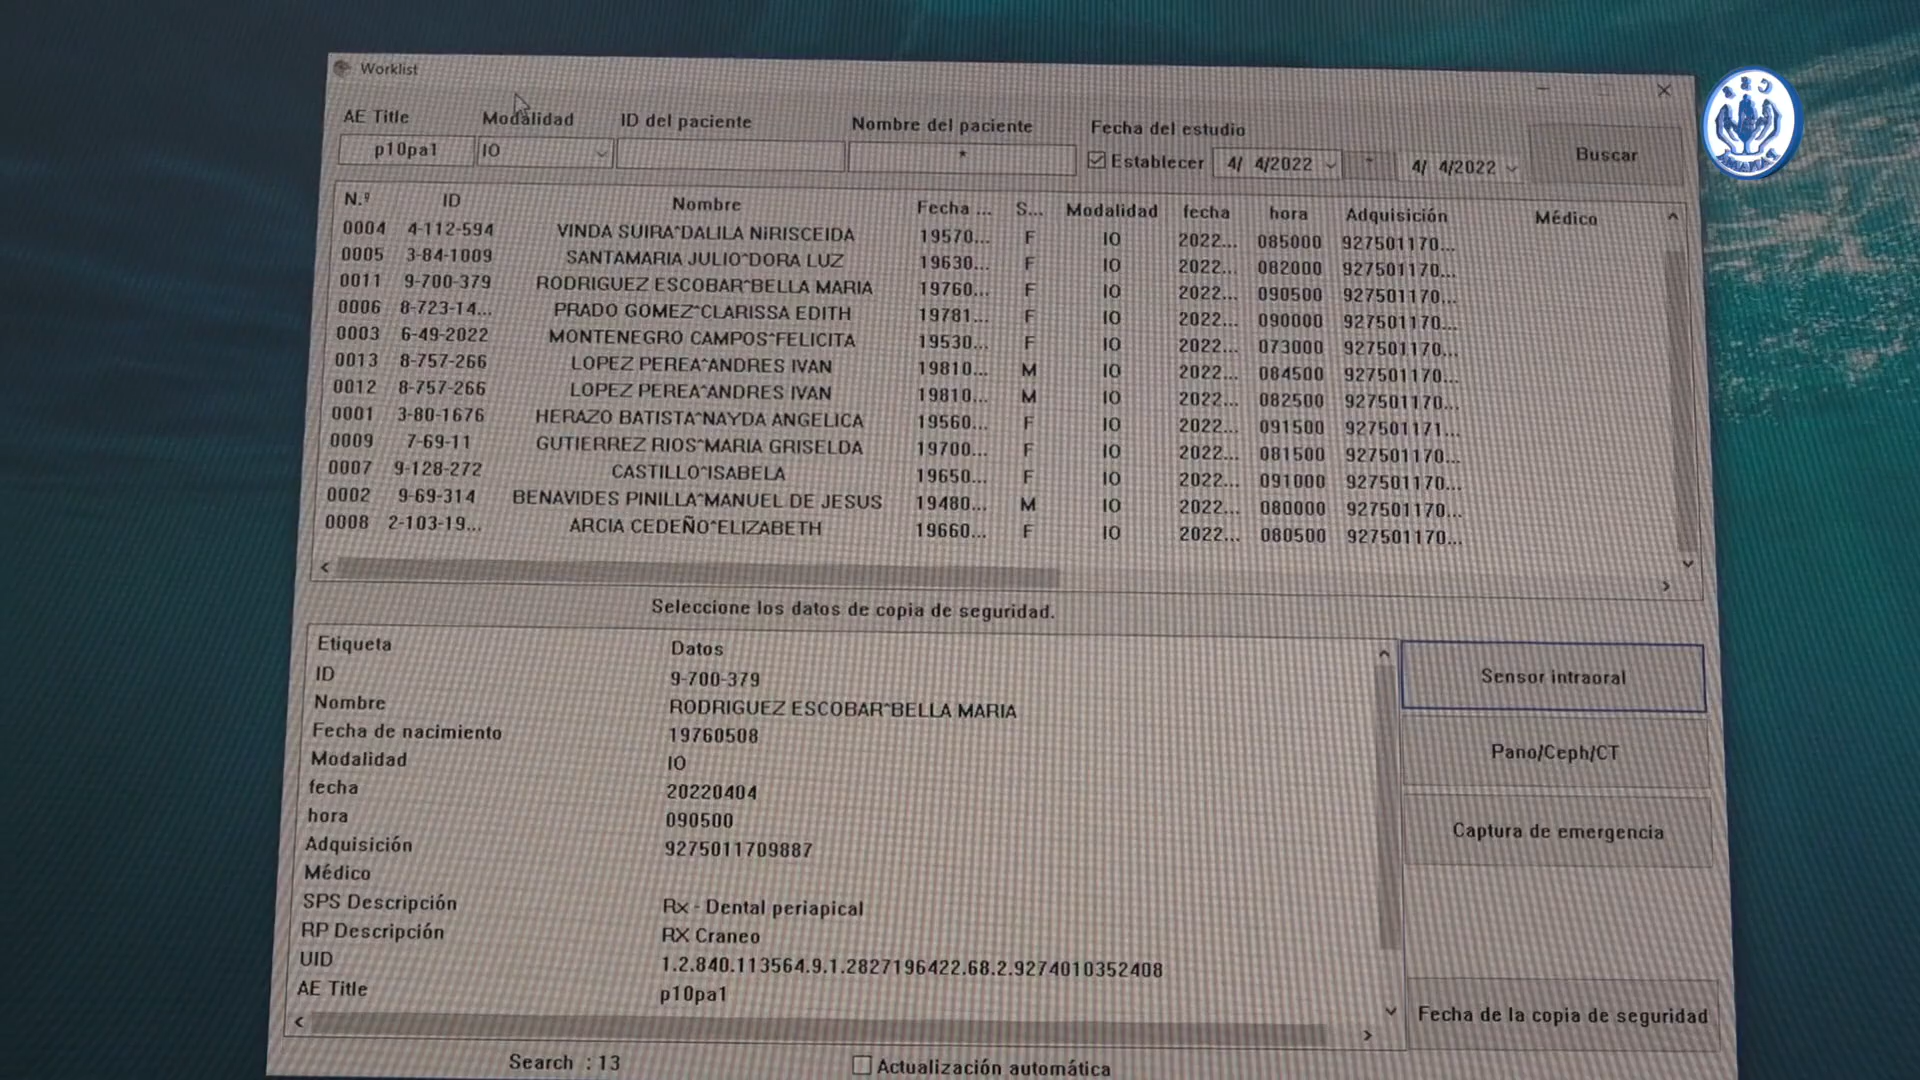 Worklist
AE Title Modalidad ID del paciente Nombre del paciente Fecha del estudio
p10pa1 IO * Establecer 4/ 4/2022 ~ 4/ 4/2022 Buscar
N.º ID Nombre Fecha ... S... Modalidad fecha hora Adquisición Médico
0004 4-112-594 VINDA SUIRA^DALILA NiRISCEIDA 19570... F IO 2022... 085000 927501170...
0005 3-84-1009 SANTAMARIA JULIO^DORA LUZ 19630... F IO 2022... 082000 927501170...
0011 9-700-379 RODRIGUEZ ESCOBAR^BELLA MARIA 19760... F IO 2022... 090500 927501170...
0006 8-723-14... PRADO GOMEZ^CLARISSA EDITH 19781... F IO 2022... 090000 927501170...
0003 6-49-2022 MONTENEGRO CAMPOS^FELICITA 19530... F IO 2022... 073000 927501170...
0013 8-757-266 LOPEZ PEREA^ANDRES IVAN 19810... M IO 2022... 084500 927501170...
0012 8-757-266 LOPEZ PEREA^ANDRES IVAN 19810... M IO 2022... 082500 927501170...
0001 3-80-1676 HERAZO BATISTA^NAYDA ANGELICA 19560... F IO 2022... 091500 927501171...
0009 7-69-11 GUTIERREZ RIOS^MARIA GRISELDA 19700... F IO 2022... 081500 927501170...
0007 9-128-272 CASTILLO^ISABELA 19650... F IO 2022... 091000 927501170...
0002 9-69-314 BENAVIDES PINILLA^MANUEL DE JESUS 19480... M IO 2022... 080000 927501170...
0008 2-103-19... ARCIA CEDEÑO^ELIZABETH 19660... F IO 2022... 080500 927501170...
Seleccione los datos de copia de seguridad.
Etiqueta Datos
ID 9-700-379
Nombre RODRIGUEZ ESCOBAR^BELLA MARIA
Fecha de nacimiento 19760508
Modalidad IO
fecha 20220404
hora 090500
Adquisición 9275011709887
Médico
SPS Descripción Rx - Dental periapical
RP Descripción RX Craneo
UID 1.2.840.113564.9.1.2827196422.68.2.9274010352408
AE Title p10pa1
Sensor intraoral
Pano/Ceph/CT
Captura de emergencia
Fecha de la copia de seguridad
Search : 13 Actualización automática
CSS
PANAMA